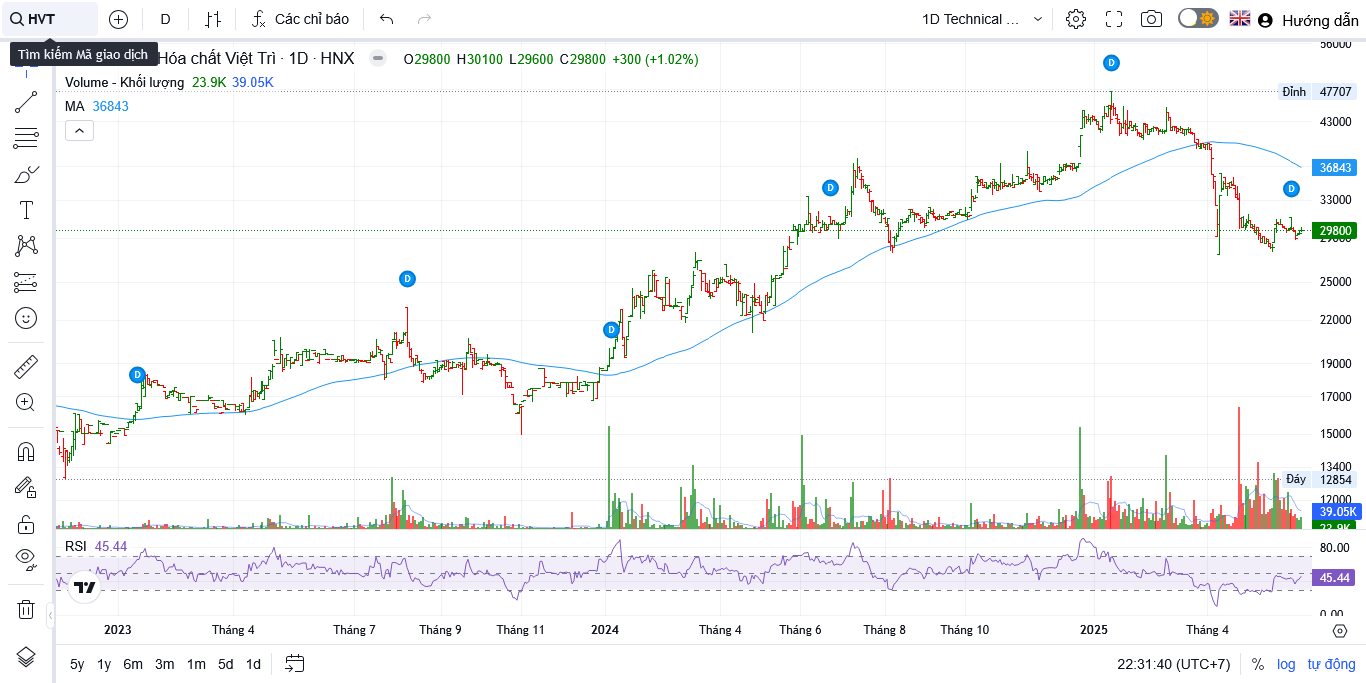 HVT
D
Các chỉ báo
1D Technical ...
Hướng dẫn
Tìm kiếm Mã giao dịch
Hóa chất Việt Trì · 1D · HNX
O29800 H30100 L29600 C29800 +300 (+1.02%)
Volume - Khối lượng 23.9K 39.05K
MA 36843
56000
D
Đỉnh 47707
43000
36843
D
D
33000
29800
29000
D
25000
D
22000
19000
D
17000
15000
13400
Đáy 12854
12000
39.05K
23.9K
RSI 45.44
80.00
45.44
0.00
2023 Tháng 4 Tháng 7 Tháng 9 Tháng 11 2024 Tháng 4 Tháng 6 Tháng 8 Tháng 10 2025 Tháng 4
5y 1y 6m 3m 1m 5d 1d
22:31:40 (UTC+7) % log tự động